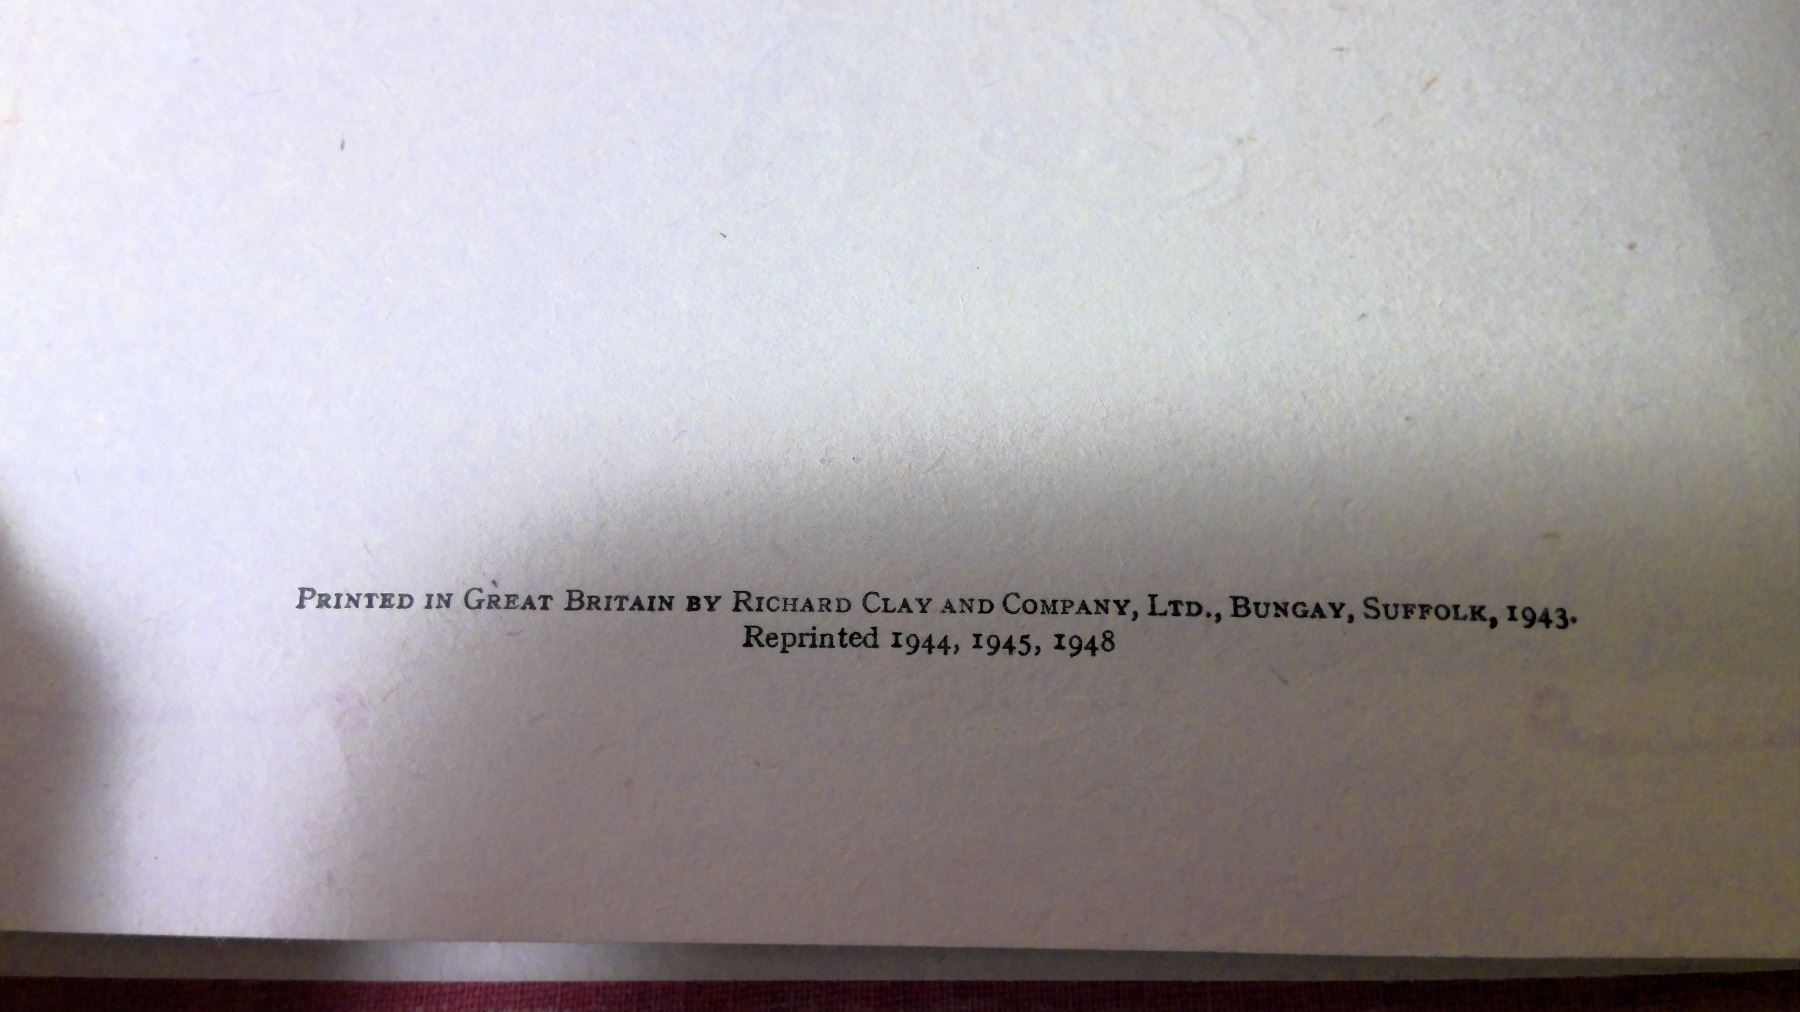 PRINTED IN GREAT BRITAIN BY RICHARD CLAY AND COMPANY, LTD., BUNGAY, SUFFOLK, 1943.
Reprinted 1944, 1945, 1948